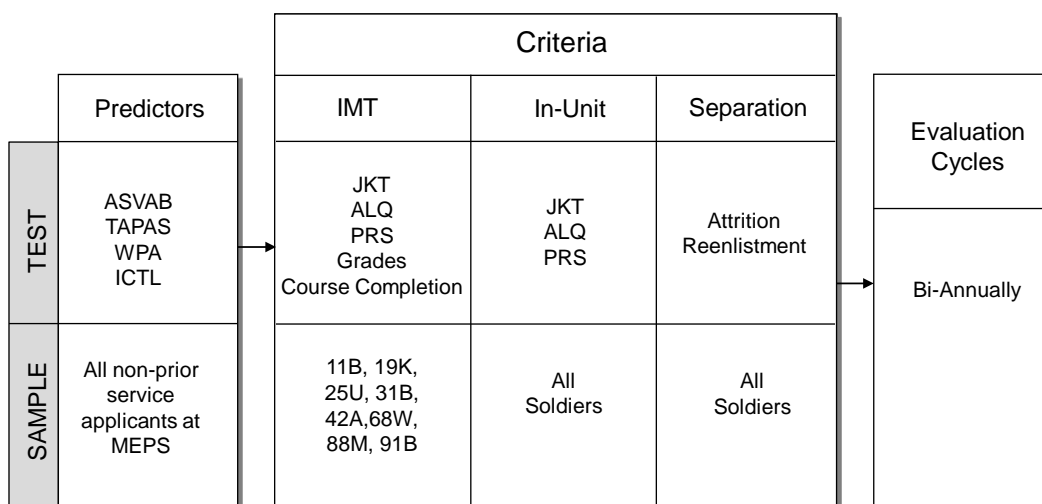 Criteria
Predictors
IMT
In-Unit
Separation
Evaluation
Cycles
TEST
ASVAB
TAPAS
WPA
ICTL
JKT
ALQ
PRS
Grades
Course Completion
JKT
ALQ
PRS
Attrition
Reenlistment
Bi-Annually
SAMPLE
All non-prior
service
applicants at
MEPS
11B, 19K,
25U, 31B,
42A,68W,
88M, 91B
All
Soldiers
All
Soldiers